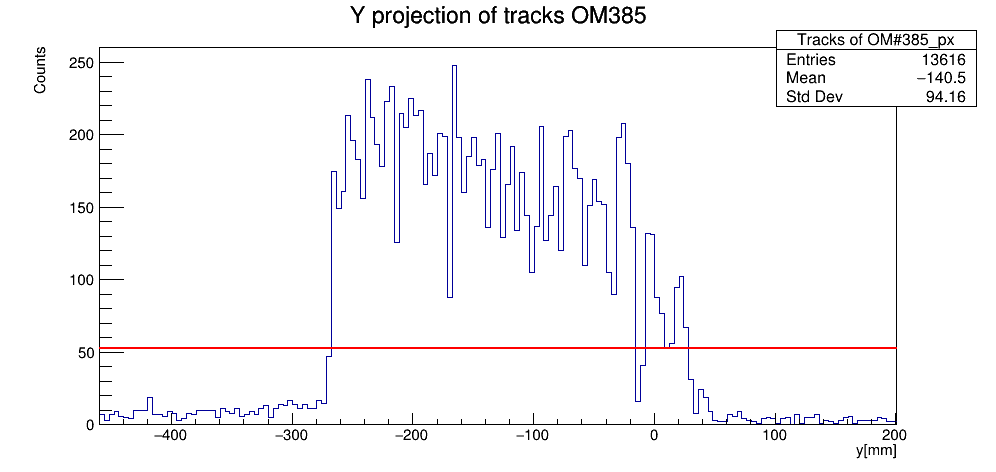 Y projection of tracks OM385
Tracks of OM#385_px
Entries 13616
Mean −140.5
Std Dev 94.16
Counts
250
200
150
100
50
0
−400 −300 −200 −100 0 100 200
y[mm]